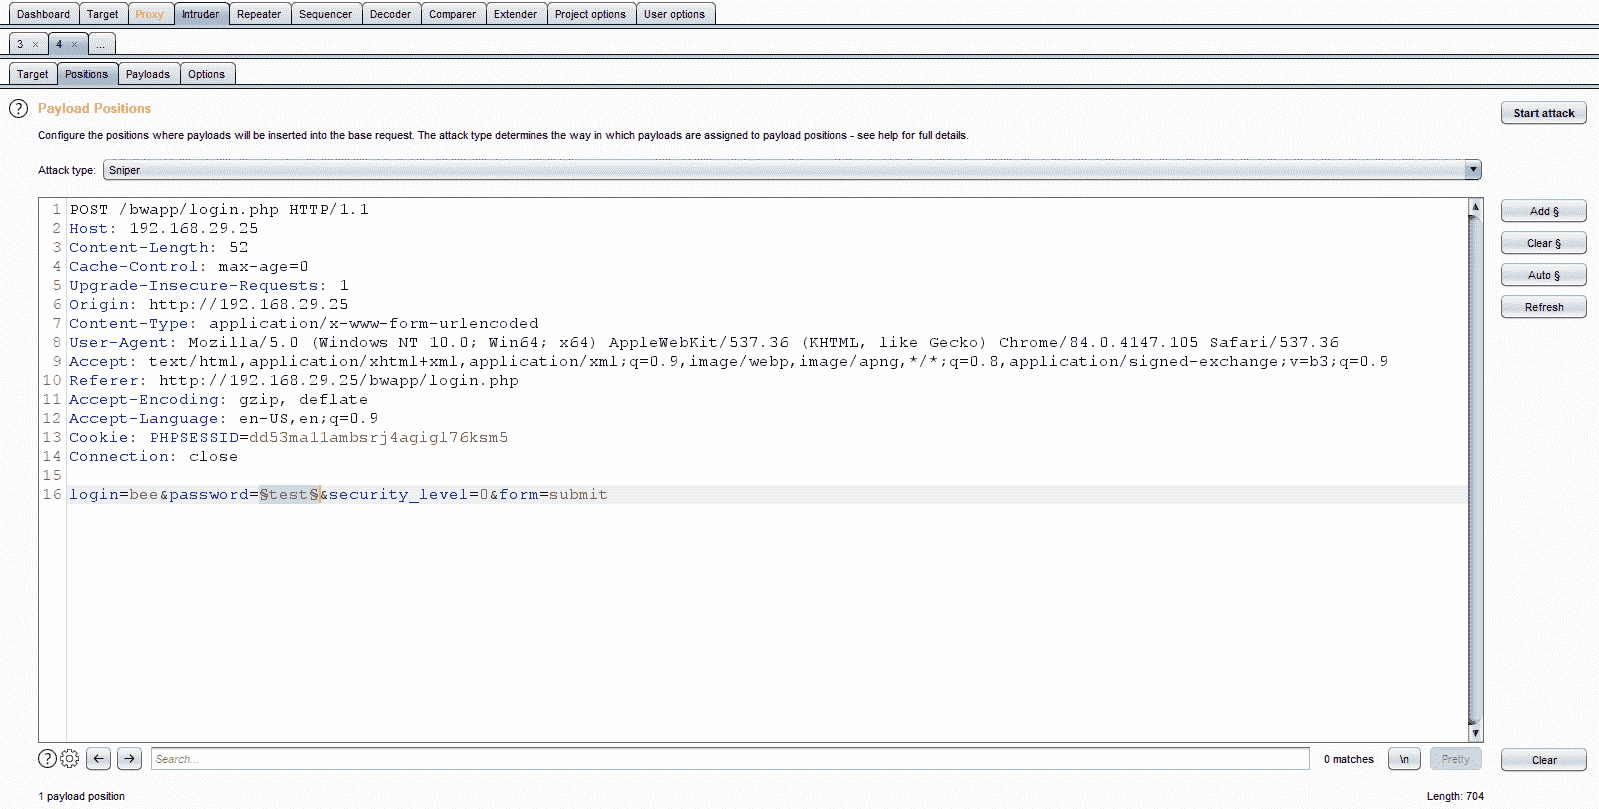 Dashboard Target Proxy Intruder Repeater Sequencer Decoder Comparer Extender Project options User options
3 × 4 × ...
Target Positions Payloads Options
? Payload Positions
Start attack
Configure the positions where payloads will be inserted into the base request. The attack type determines the way in which payloads are assigned to payload positions - see help for full details.
Attack type: Sniper
1 POST /bwapp/login.php HTTP/1.1
2 Host: 192.168.29.25
3 Content-Length: 52
4 Cache-Control: max-age=0
5 Upgrade-Insecure-Requests: 1
6 Origin: http://192.168.29.25
7 Content-Type: application/x-www-form-urlencoded
8 User-Agent: Mozilla/5.0 (Windows NT 10.0; Win64; x64) AppleWebKit/537.36 (KHTML, like Gecko) Chrome/84.0.4147.105 Safari/537.36
9 Accept: text/html,application/xhtml+xml,application/xml;q=0.9,image/webp,image/apng,*/*;q=0.8,application/signed-exchange;v=b3;q=0.9
10 Referer: http://192.168.29.25/bwapp/login.php
11 Accept-Encoding: gzip, deflate
12 Accept-Language: en-US,en;q=0.9
13 Cookie: PHPSESSID=dd53ma11ambsrj4agigl76ksm5
14 Connection: close
15
16 login=bee&password=§test§&security_level=0&form=submit
Add §
Clear §
Auto §
Refresh
? Search... 0 matches \n Pretty Clear
1 payload position Length: 704